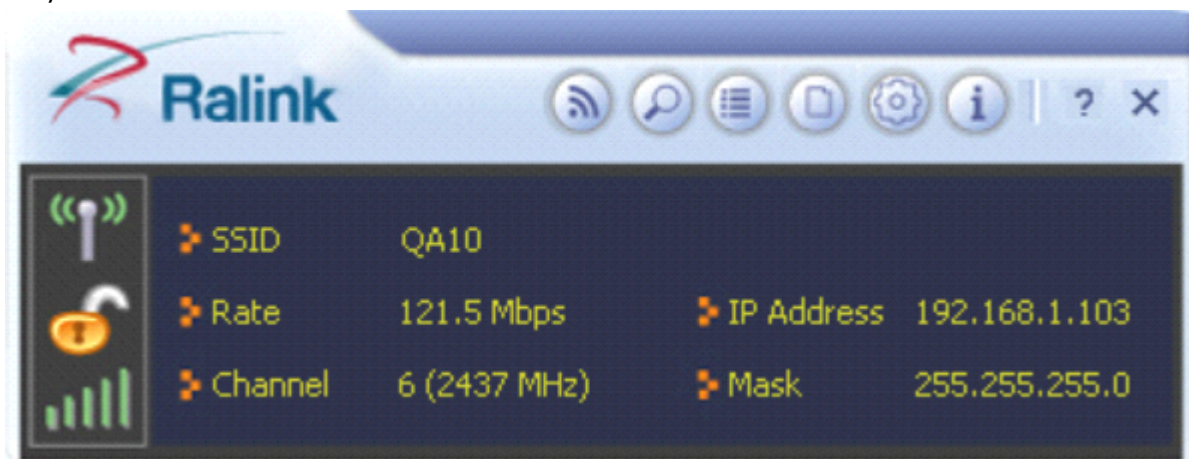 Ralink
? X
SSID QA10
Rate 121.5 Mbps IP Address 192.168.1.103
Channel 6 (2437 MHz) Mask 255.255.255.0